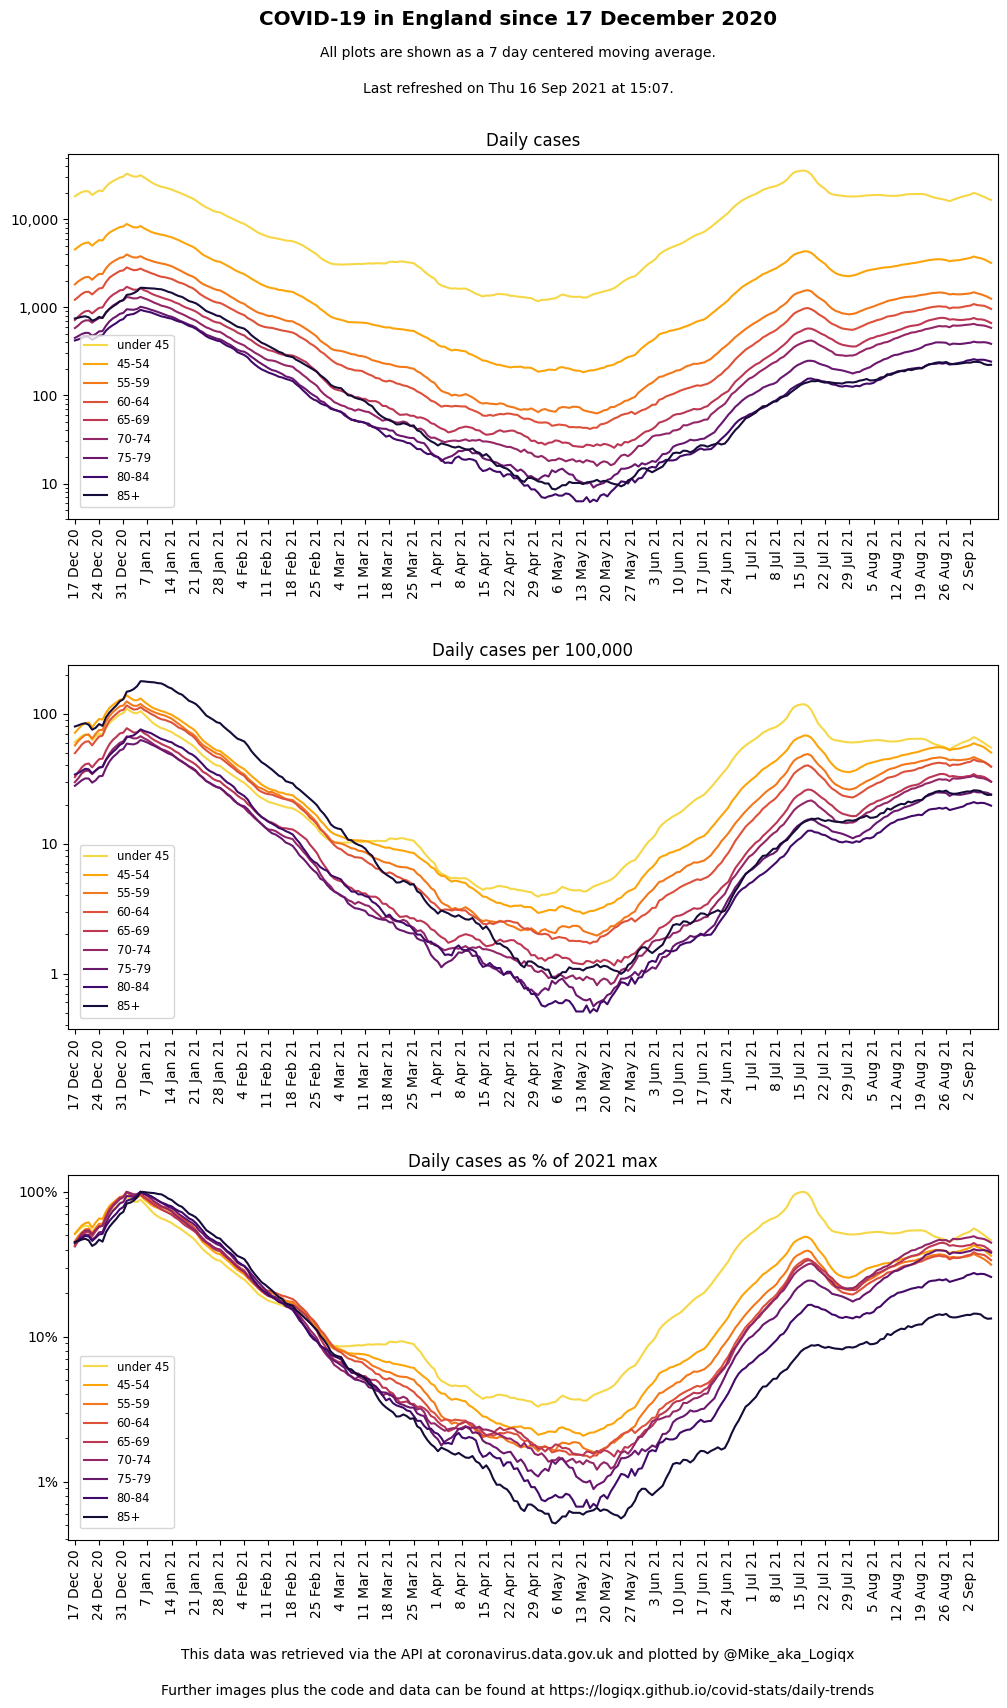 COVID-19 in England since 17 December 2020
All plots are shown as a 7 day centered moving average.
Last refreshed on Thu 16 Sep 2021 at 15:07.
Daily cases
10,000
1,000
100
10
under 45
45-54
55-59
60-64
65-69
70-74
75-79
80-84
85+
17 Dec 20
24 Dec 20
31 Dec 20
7 Jan 21
14 Jan 21
21 Jan 21
28 Jan 21
4 Feb 21
11 Feb 21
18 Feb 21
25 Feb 21
4 Mar 21
11 Mar 21
18 Mar 21
25 Mar 21
1 Apr 21
8 Apr 21
15 Apr 21
22 Apr 21
29 Apr 21
6 May 21
13 May 21
20 May 21
27 May 21
3 Jun 21
10 Jun 21
17 Jun 21
24 Jun 21
1 Jul 21
8 Jul 21
15 Jul 21
22 Jul 21
29 Jul 21
5 Aug 21
12 Aug 21
19 Aug 21
26 Aug 21
2 Sep 21
Daily cases per 100,000
100
10
1
under 45
45-54
55-59
60-64
65-69
70-74
75-79
80-84
85+
17 Dec 20
24 Dec 20
31 Dec 20
7 Jan 21
14 Jan 21
21 Jan 21
28 Jan 21
4 Feb 21
11 Feb 21
18 Feb 21
25 Feb 21
4 Mar 21
11 Mar 21
18 Mar 21
25 Mar 21
1 Apr 21
8 Apr 21
15 Apr 21
22 Apr 21
29 Apr 21
6 May 21
13 May 21
20 May 21
27 May 21
3 Jun 21
10 Jun 21
17 Jun 21
24 Jun 21
1 Jul 21
8 Jul 21
15 Jul 21
22 Jul 21
29 Jul 21
5 Aug 21
12 Aug 21
19 Aug 21
26 Aug 21
2 Sep 21
Daily cases as % of 2021 max
100%
10%
1%
under 45
45-54
55-59
60-64
65-69
70-74
75-79
80-84
85+
17 Dec 20
24 Dec 20
31 Dec 20
7 Jan 21
14 Jan 21
21 Jan 21
28 Jan 21
4 Feb 21
11 Feb 21
18 Feb 21
25 Feb 21
4 Mar 21
11 Mar 21
18 Mar 21
25 Mar 21
1 Apr 21
8 Apr 21
15 Apr 21
22 Apr 21
29 Apr 21
6 May 21
13 May 21
20 May 21
27 May 21
3 Jun 21
10 Jun 21
17 Jun 21
24 Jun 21
1 Jul 21
8 Jul 21
15 Jul 21
22 Jul 21
29 Jul 21
5 Aug 21
12 Aug 21
19 Aug 21
26 Aug 21
2 Sep 21
This data was retrieved via the API at coronavirus.data.gov.uk and plotted by @Mike_aka_Logiqx
Further images plus the code and data can be found at https://logiqx.github.io/covid-stats/daily-trends